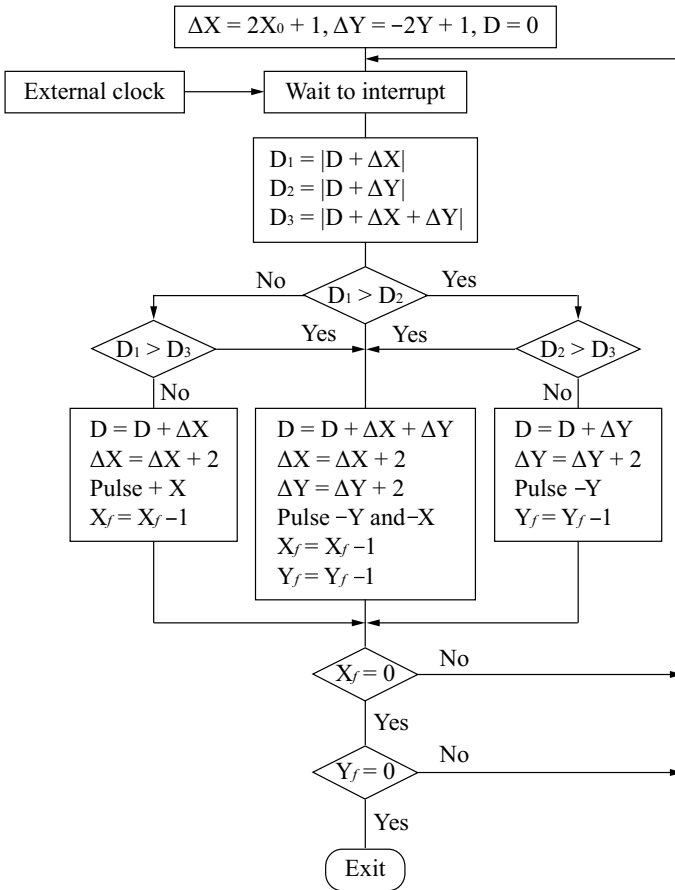 ΔX = 2X₀ + 1, ΔY = −2Y + 1, D = 0
External clock
Wait to interrupt
D₁ = |D + ΔX|
D₂ = |D + ΔY|
D₃ = |D + ΔX + ΔY|
No
Yes
D₁ > D₂
D₁ > D₃
Yes
Yes
D₂ > D₃
No
No
D = D + ΔX
ΔX = ΔX + 2
Pulse + X
X_f = X_f −1
D = D + ΔX + ΔY
ΔX = ΔX + 2
ΔY = ΔY + 2
Pulse −Y and−X
X_f = X_f −1
Y_f = Y_f −1
D = D + ΔY
ΔY = ΔY + 2
Pulse −Y
Y_f = Y_f −1
X_f = 0
No
Yes
Y_f = 0
No
Yes
Exit